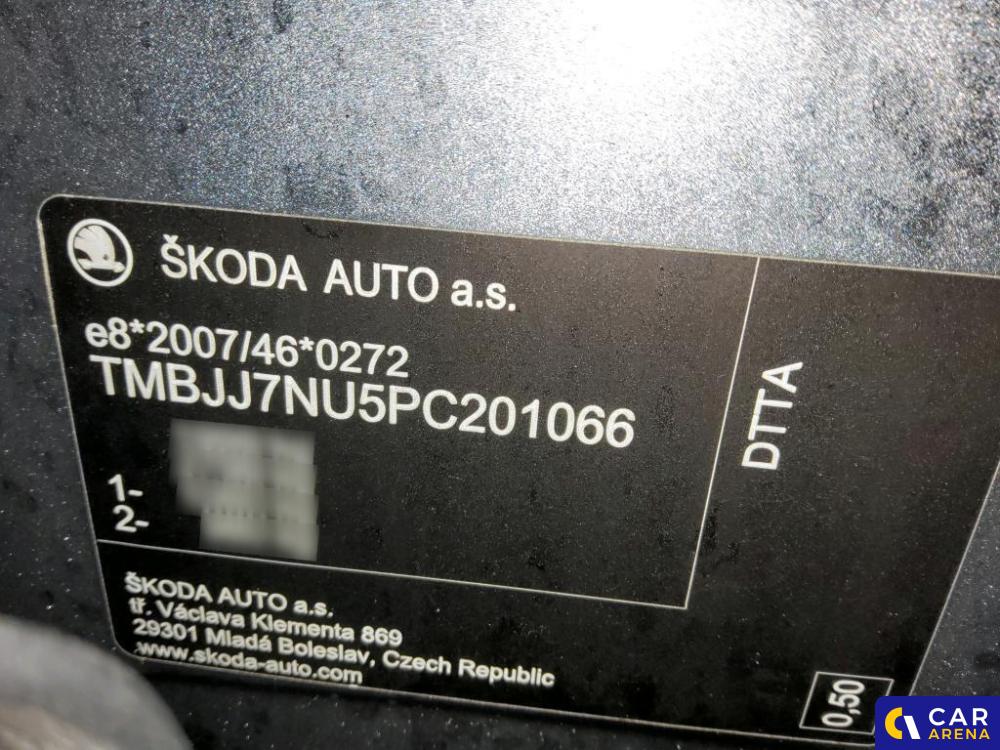 ŠKODA AUTO a.s.
e8*2007/46*0272
TMBJJ7NU5PC201066
1-
2-
DTTA
ŠKODA AUTO a.s.
tř. Václava Klementa 869
29301 Mladá Boleslav, Czech Republic
www.skoda-auto.com
0,50
CAR
ARENA